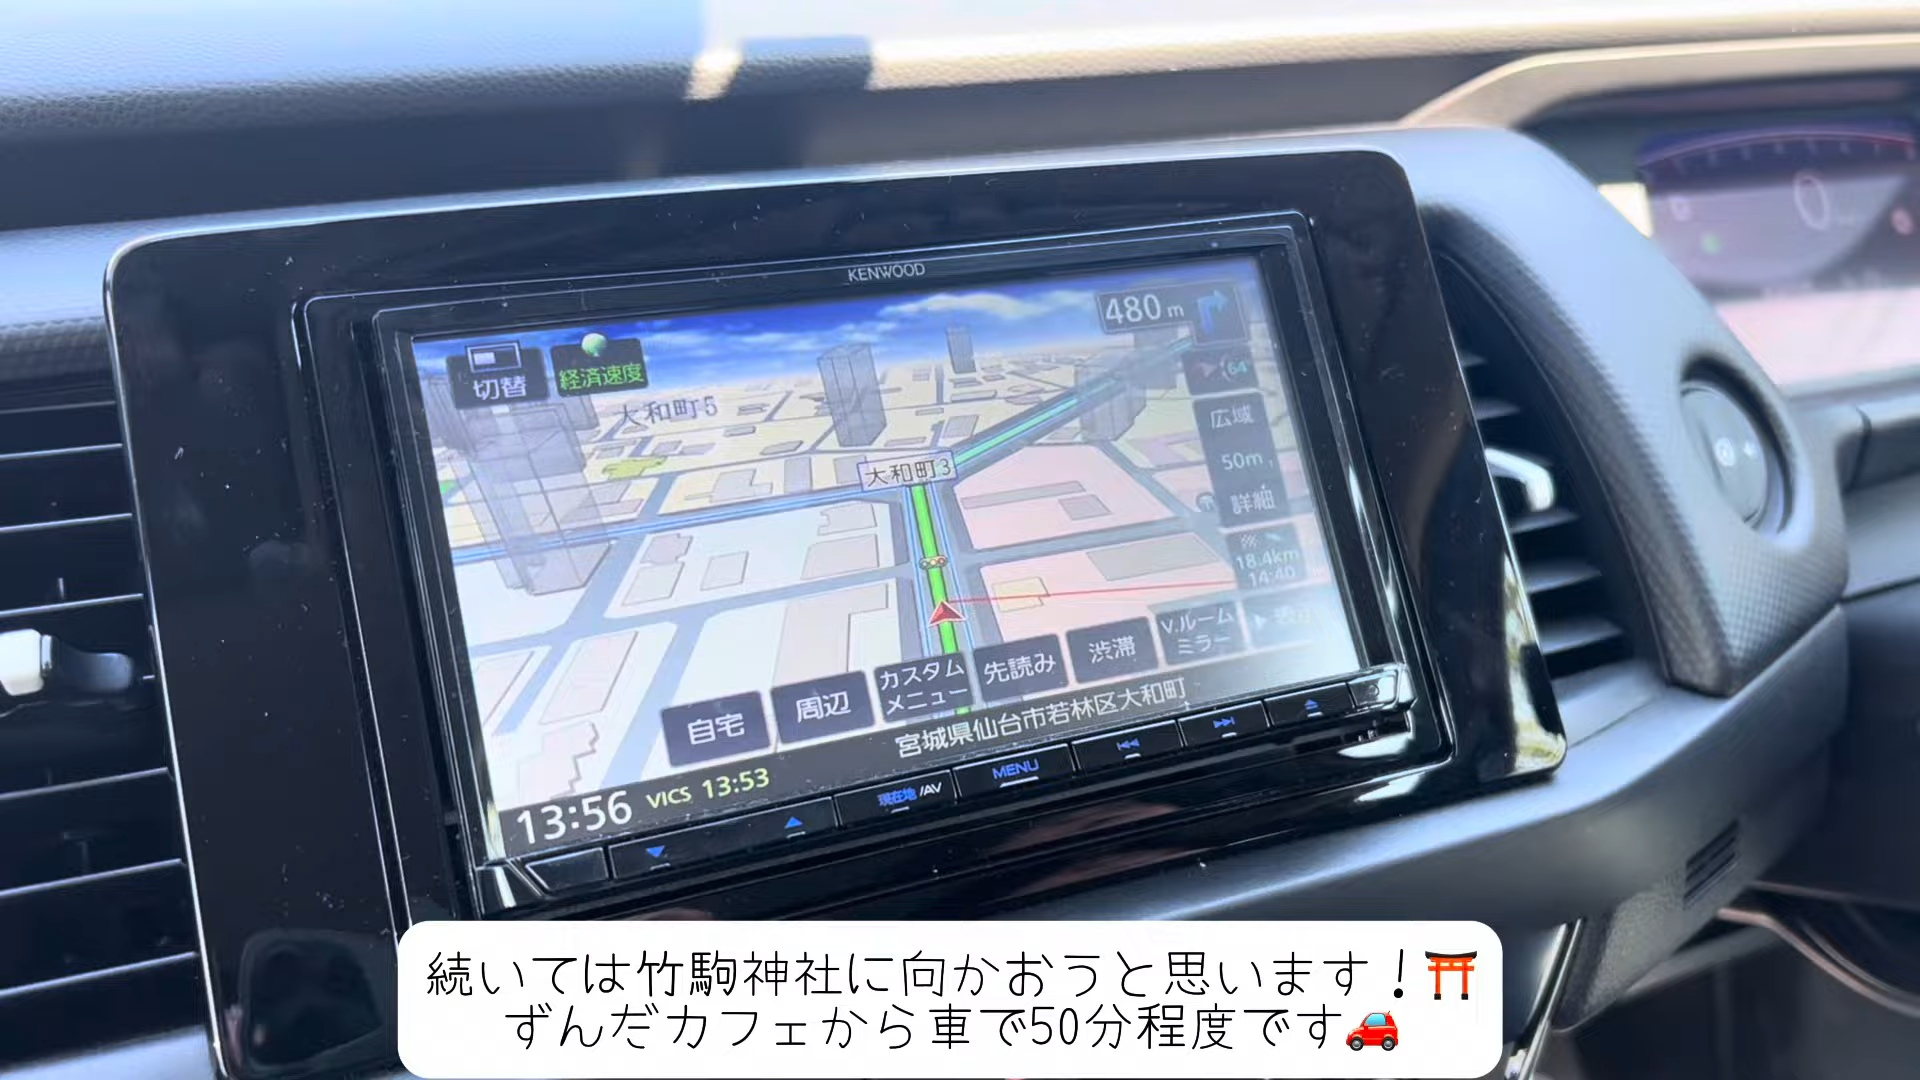 KENWOOD
480m
切替
経済速度
64
大和町5
広域
大和町3
50m
詳細
18.4km
14:40
V.ルーム
ミラー
渋滞
先読み
カスタム
メニュー
周辺
自宅
宮城県仙台市若林区大和町
13:56 VICS 13:53
現在地/AV
MENU
続いては竹駒神社に向かおうと思います！⛩️
ずんだカフェから車で50分程度です🚗